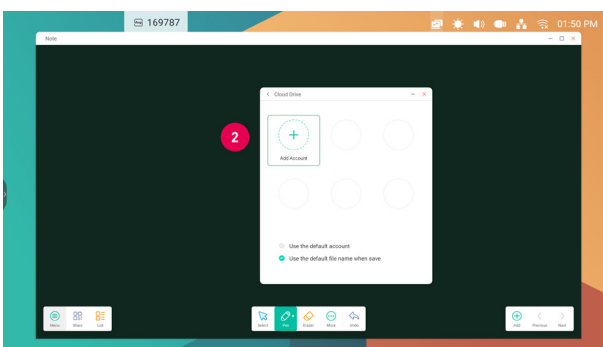 Pin 169787
01:50 PM
Note
Cloud Drive
2
Add Account
Use the default account
Use the default file name when save.
Menu Share List
Select Pen Eraser More Undo
Add Previous Next